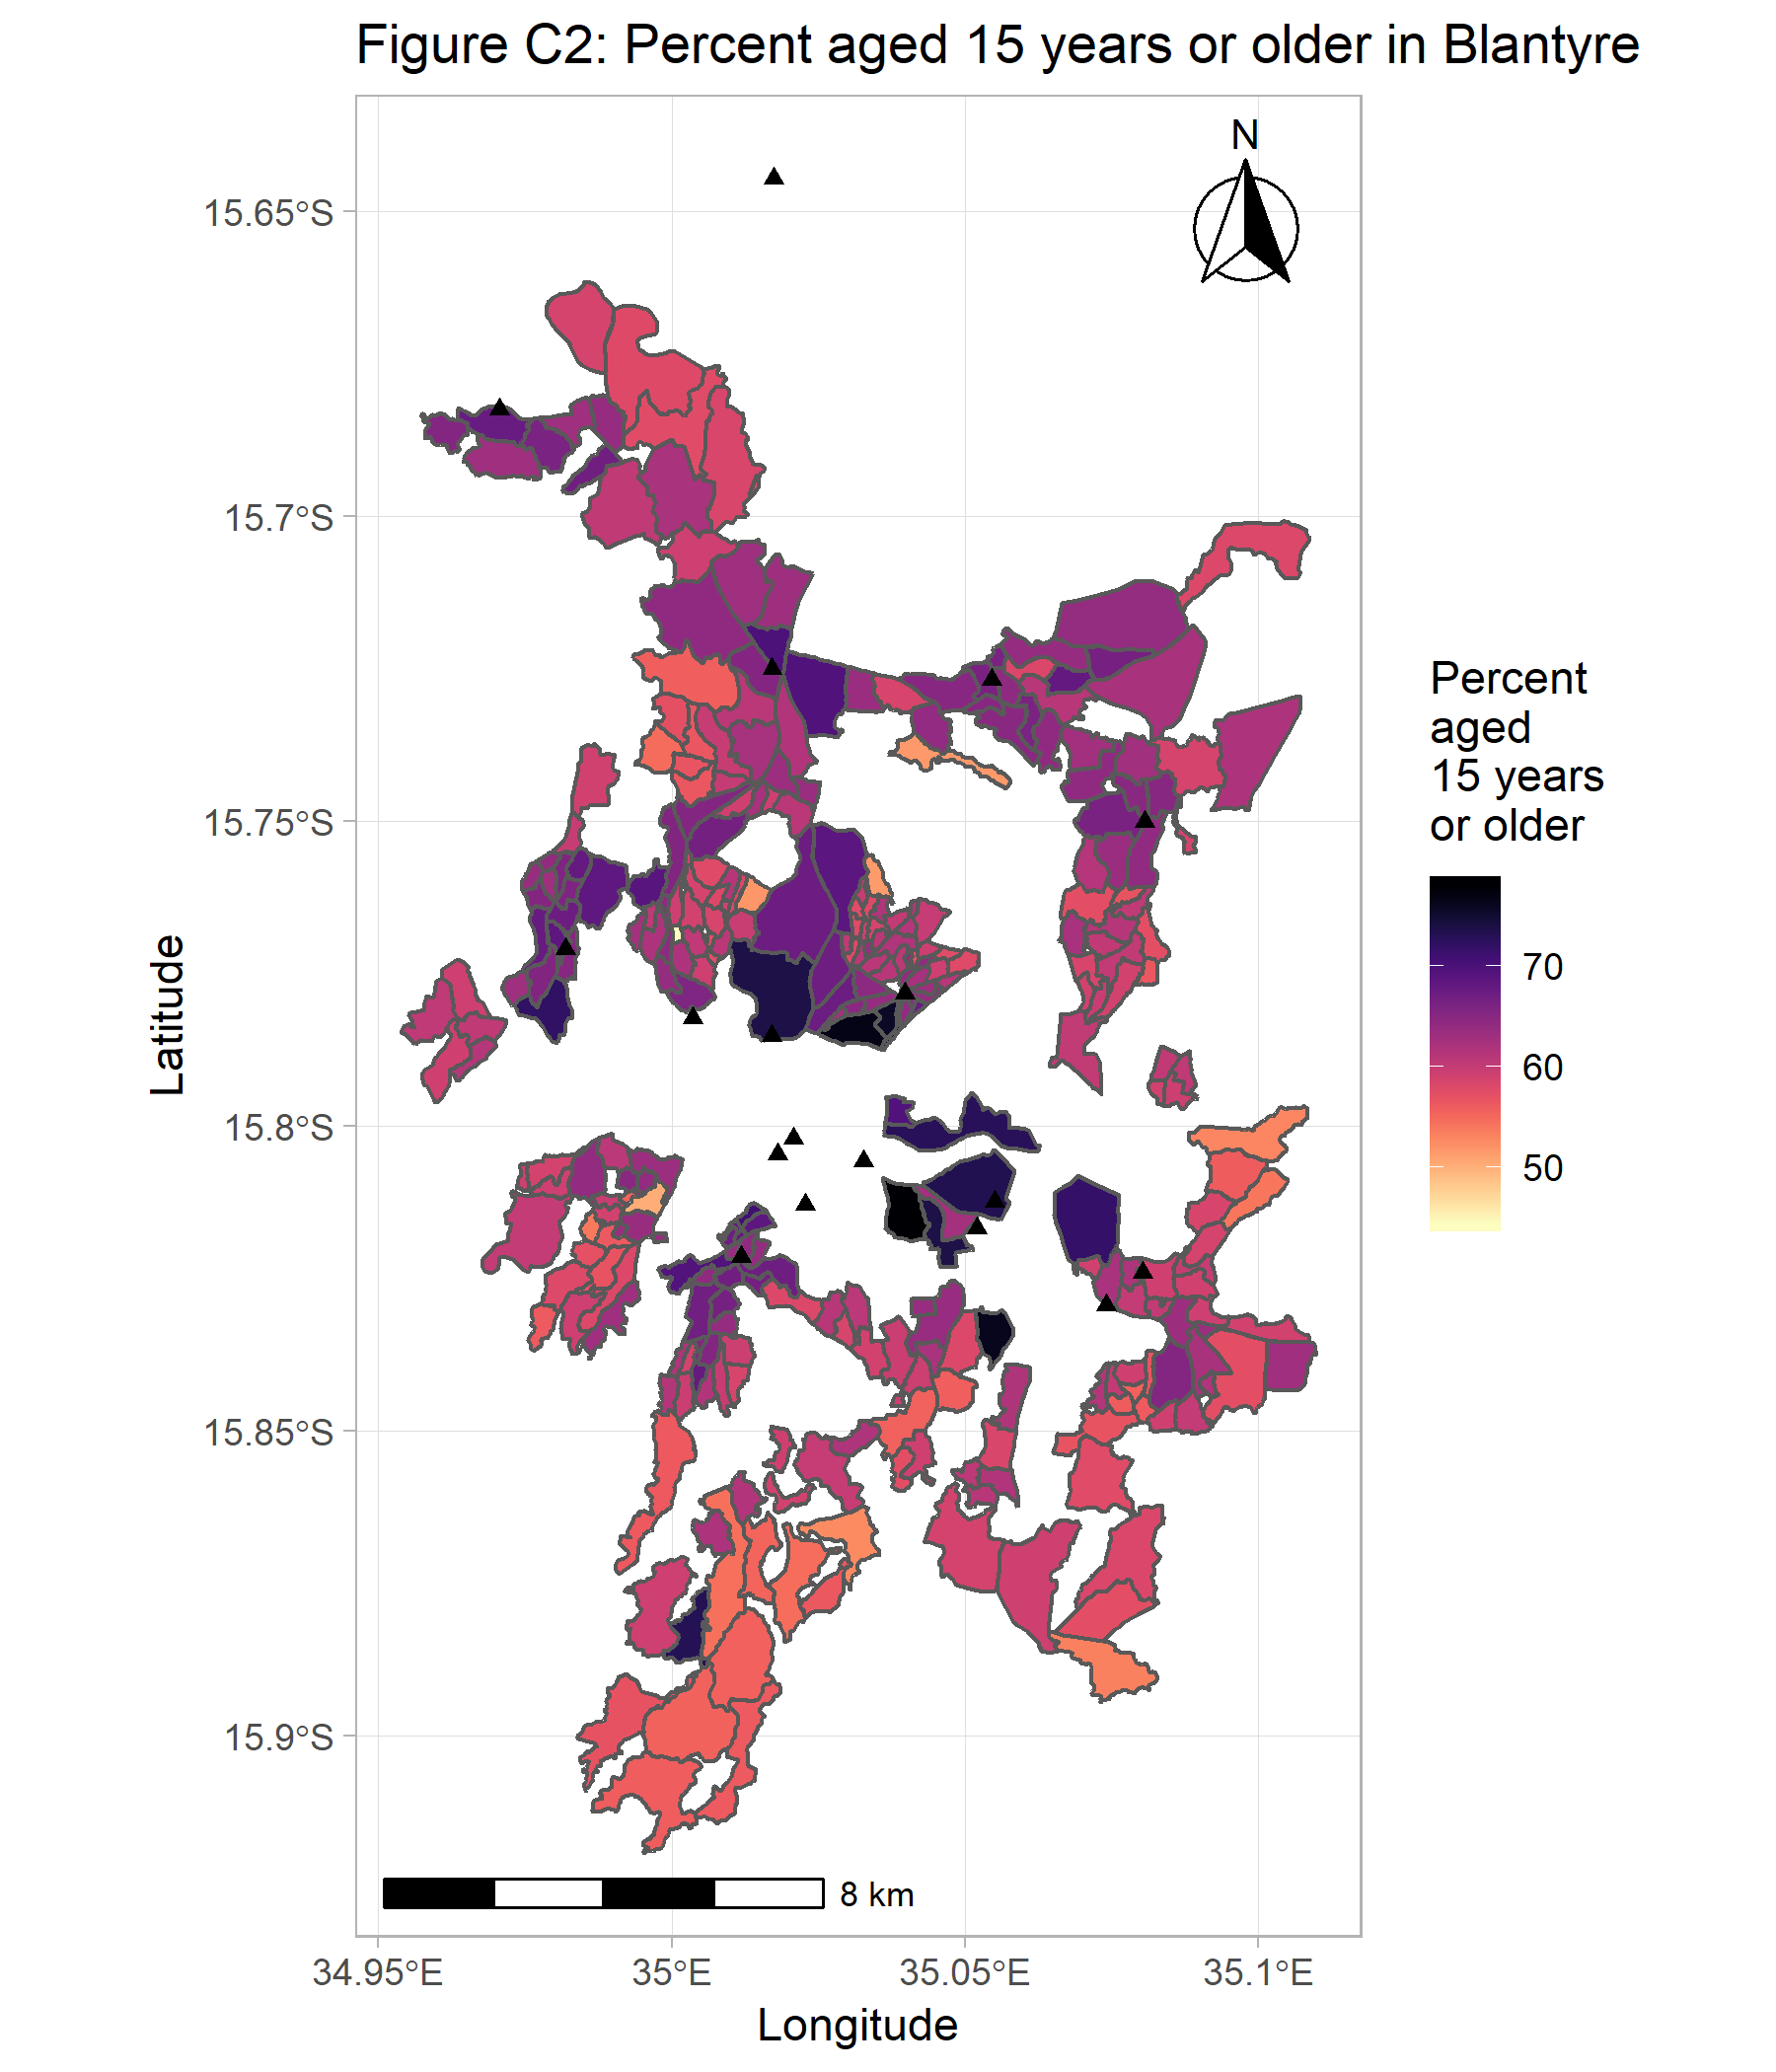 Figure C2: Percent aged 15 years or older in Blantyre
N
15.65°S
15.7°S
15.75°S
15.8°S
15.85°S
15.9°S
Latitude
8 km
34.95°E
35°E
35.05°E
35.1°E
Longitude
Percent
aged
15 years
or older
70
60
50